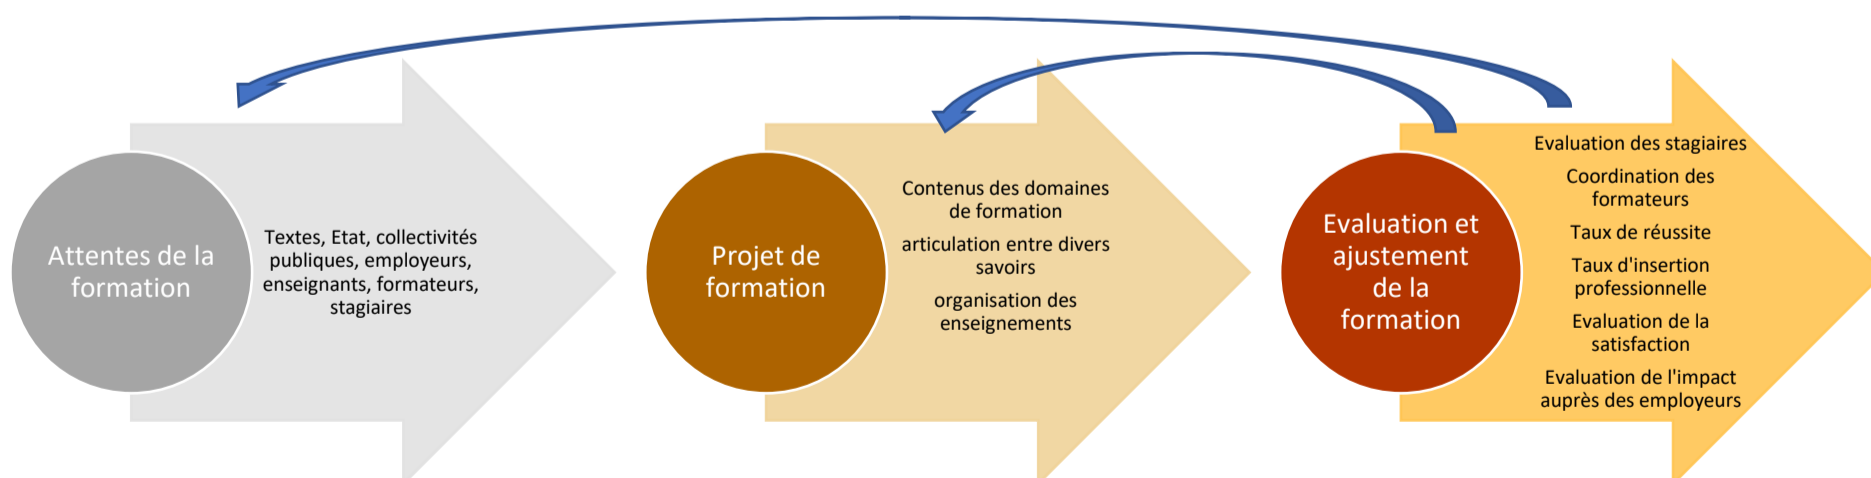 Attentes de la
formation
Textes, Etat, collectivités
publiques, employeurs,
enseignants, formateurs,
stagiaires
Projet de
formation
Contenus des domaines
de formation
articulation entre divers
savoirs
organisation des
enseignements
Evaluation et
ajustement
de la
formation
Evaluation des stagiaires
Coordination des
formateurs
Taux de réussite
Taux d'insertion
professionnelle
Evaluation de la
satisfaction
Evaluation de l'impact
auprès des employeurs